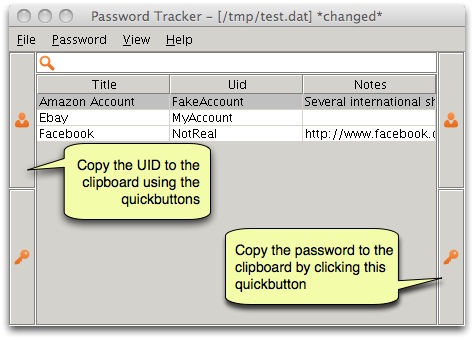 Password Tracker – [/tmp/test.dat] *changed*
File Password View Help
Title Uid Notes
Amazon Account FakeAccount Several international sh
Ebay MyAccount
Facebook NotReal http://www.facebook.c
Copy the UID to the
clipboard using the
quickbuttons
Copy the password to the
clipboard by clicking this
quickbutton